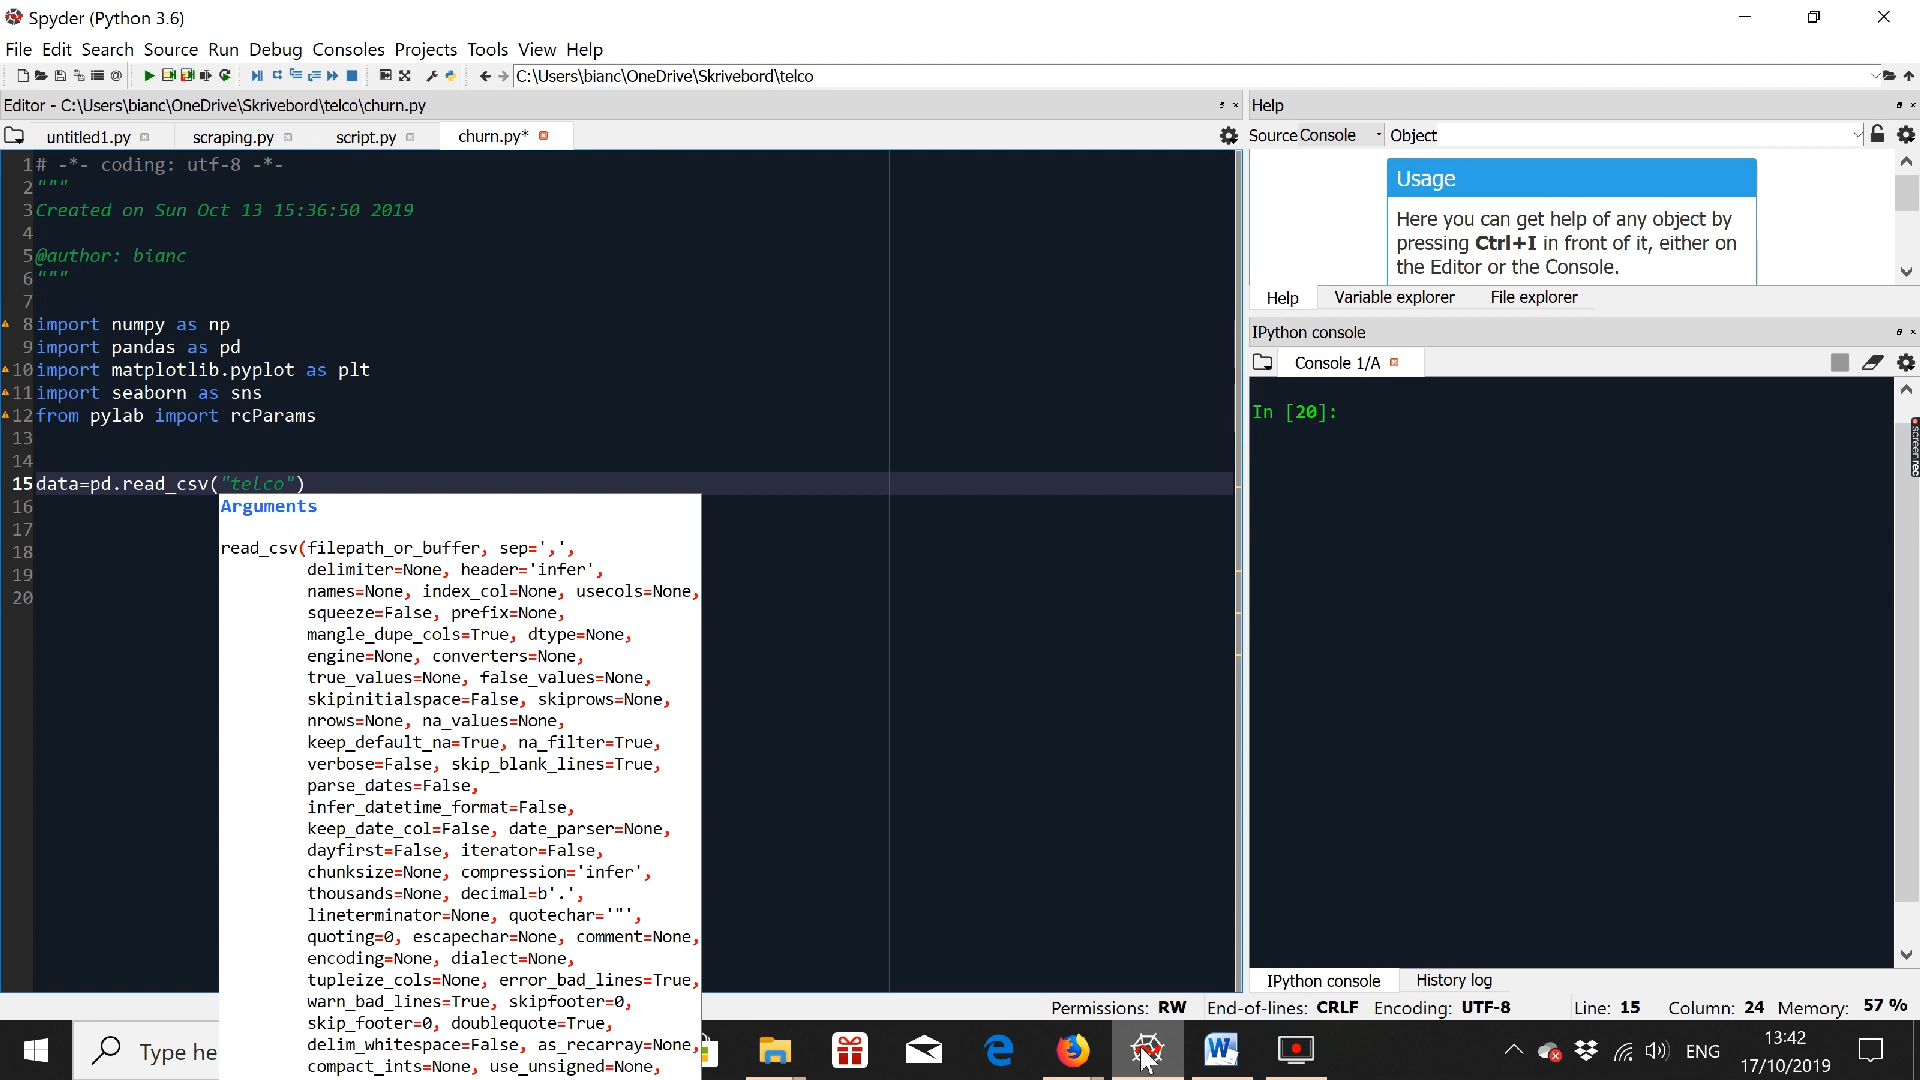 Spyder (Python 3.6)
File Edit Search Source Run Debug Consoles Projects Tools View Help
C:\Users\bianc\OneDrive\Skrivebord\telco
Editor - C:\Users\bianc\OneDrive\Skrivebord\telco\churn.py
untitled1.py scraping.py script.py churn.py*
1 # -*- coding: utf-8 -*-
2 """
3 Created on Sun Oct 13 15:36:50 2019
4
5 @author: bianc
6 """
7
8 import numpy as np
9 import pandas as pd
10 import matplotlib.pyplot as plt
11 import seaborn as sns
12 from pylab import rcParams
13
14
15 data=pd.read_csv("telco")
16
17
18
19
20
Arguments
read_csv(filepath_or_buffer, sep=',',
delimiter=None, header='infer',
names=None, index_col=None, usecols=None,
squeeze=False, prefix=None,
mangle_dupe_cols=True, dtype=None,
engine=None, converters=None,
true_values=None, false_values=None,
skipinitialspace=False, skiprows=None,
nrows=None, na_values=None,
keep_default_na=True, na_filter=True,
verbose=False, skip_blank_lines=True,
parse_dates=False,
infer_datetime_format=False,
keep_date_col=False, date_parser=None,
dayfirst=False, iterator=False,
chunksize=None, compression='infer',
thousands=None, decimal=b'.',
lineterminator=None, quotechar='"',
quoting=0, escapechar=None, comment=None,
encoding=None, dialect=None,
tupleize_cols=None, error_bad_lines=True,
warn_bad_lines=True, skipfooter=0,
skip_footer=0, doublequote=True,
delim_whitespace=False, as_recarray=None,
compact_ints=None, use_unsigned=None,
Help
Source Console Object
Usage
Here you can get help of any object by
pressing Ctrl+I in front of it, either on
the Editor or the Console.
Help Variable explorer File explorer
IPython console
Console 1/A
In [20]:
screen rec
IPython console History log
Permissions: RW End-of-lines: CRLF Encoding: UTF-8 Line: 15 Column: 24 Memory: 57 %
Type he
ENG
13:42
17/10/2019